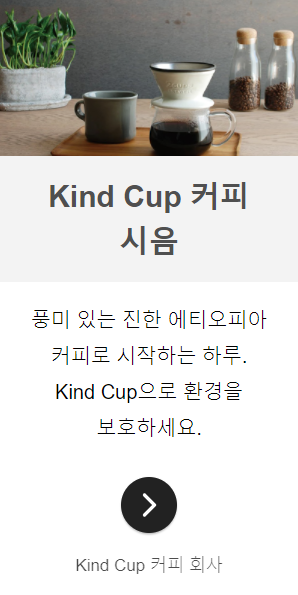 Kind Cup 커피
시음
풍미 있는 진한 에티오피아
커피로 시작하는 하루.
Kind Cup으로 환경을
보호하세요.
Kind Cup 커피 회사